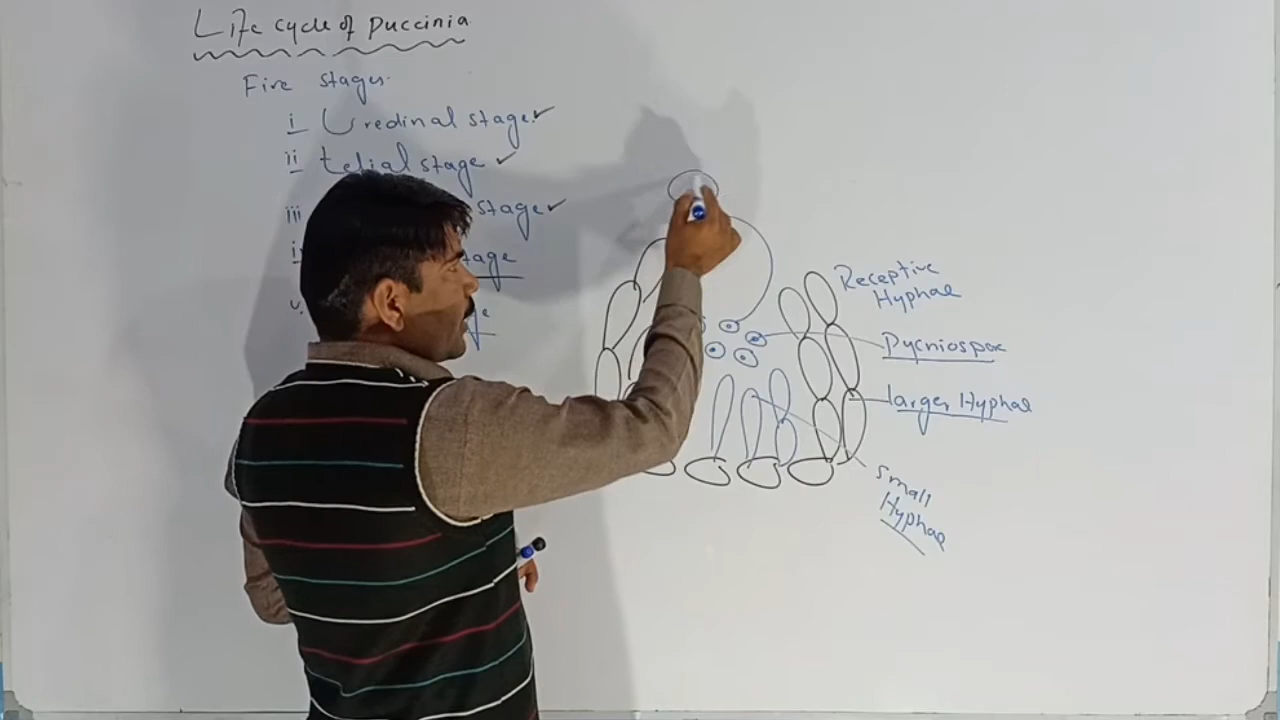 Life cycle of puccinia
Five stages.
i Uredinal stage.
ii telial stage
iii stage
stage
Receptive
Hyphae
Pycniospore
larger Hyphae
Small
Hyphae